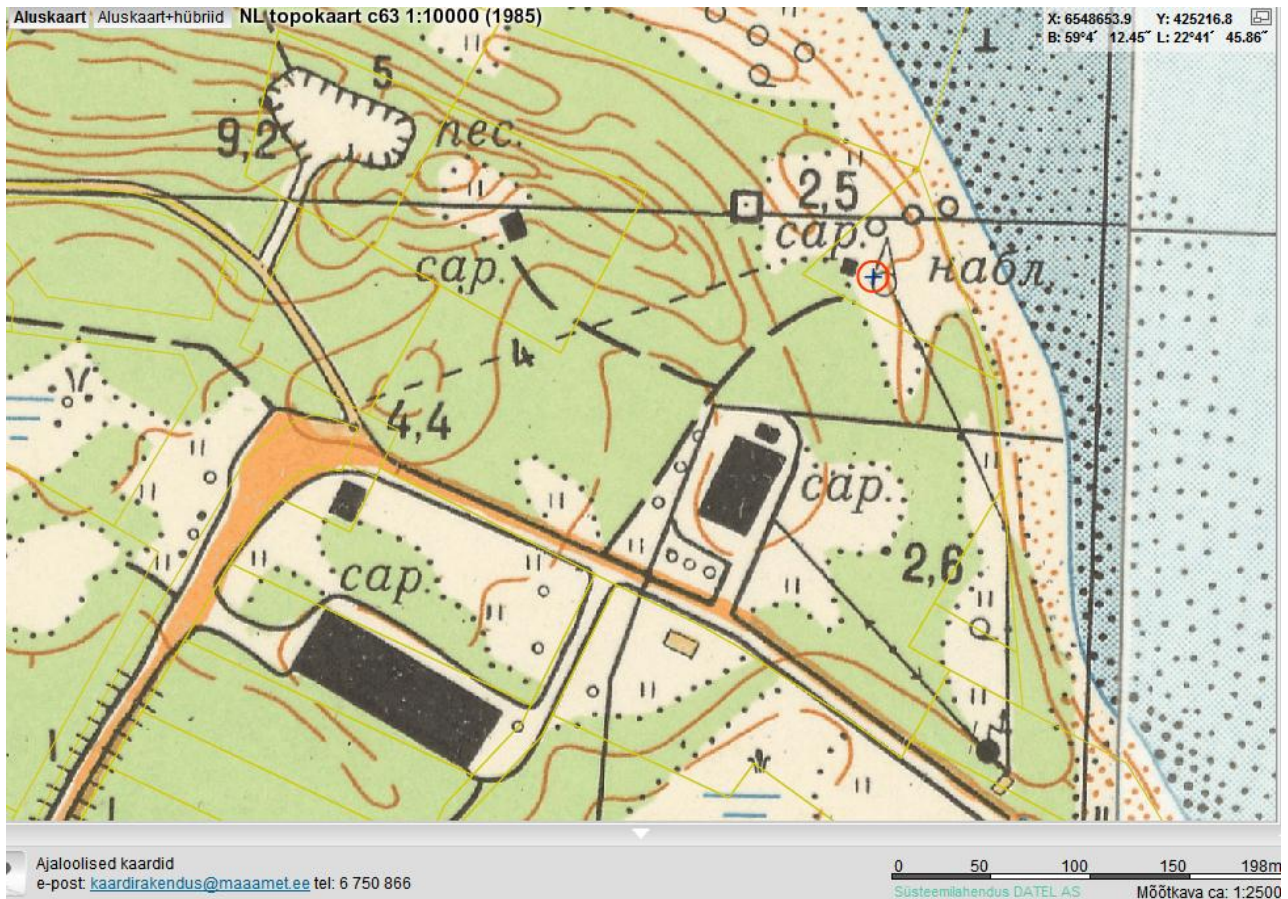 Aluskaart Aluskaart+hübriid NL topokaart c63 1:10000 (1985)
X: 6548653.9 Y: 425216.8
B: 59°4´ 12.45˝ L: 22°41´ 45.86˝
5
9,2
пес.
2,5
сар.
сар.
набл.
4
4,4
сар.
2,6
сар.
Ajaloolised kaardid
e-post: kaardirakendus@maaamet.ee tel: 6 750 866
0 50 100 150 198m
Süsteemilahendus DATEL AS Mõõtkava ca: 1:2500